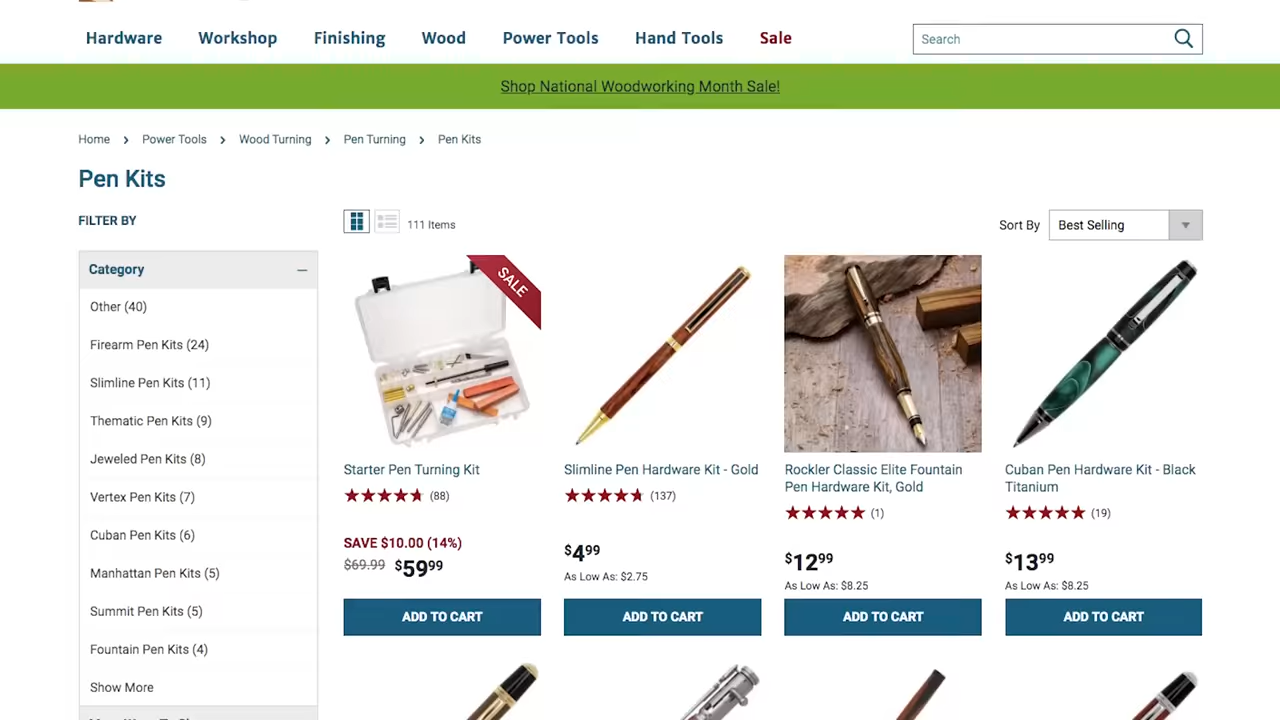 Hardware Workshop Finishing Wood Power Tools Hand Tools Sale
Search
Shop National Woodworking Month Sale!
Home > Power Tools > Wood Turning > Pen Turning > Pen Kits
Pen Kits
FILTER BY
111 Items
Sort By Best Selling
Category
Other (40)
Firearm Pen Kits (24)
Slimline Pen Kits (11)
Thematic Pen Kits (9)
Jeweled Pen Kits (8)
Vertex Pen Kits (7)
Cuban Pen Kits (6)
Manhattan Pen Kits (5)
Summit Pen Kits (5)
Fountain Pen Kits (4)
Show More
SALE
Starter Pen Turning Kit
(88)
SAVE $10.00 (14%)
$69.99 $59.99
ADD TO CART
Slimline Pen Hardware Kit - Gold
(137)
$4.99
As Low As: $2.75
ADD TO CART
Rockler Classic Elite Fountain
Pen Hardware Kit, Gold
(1)
$12.99
As Low As: $8.25
ADD TO CART
Cuban Pen Hardware Kit - Black
Titanium
(19)
$13.99
As Low As: $8.25
ADD TO CART